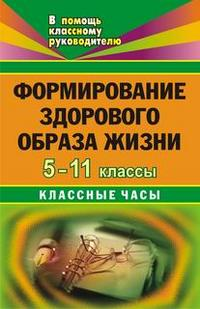 В помощь
классному
руководителю
ФОРМИРОВАНИЕ
ЗДОРОВОГО
ОБРАЗА ЖИЗНИ
5–11 классы
КЛАССНЫЕ ЧАСЫ